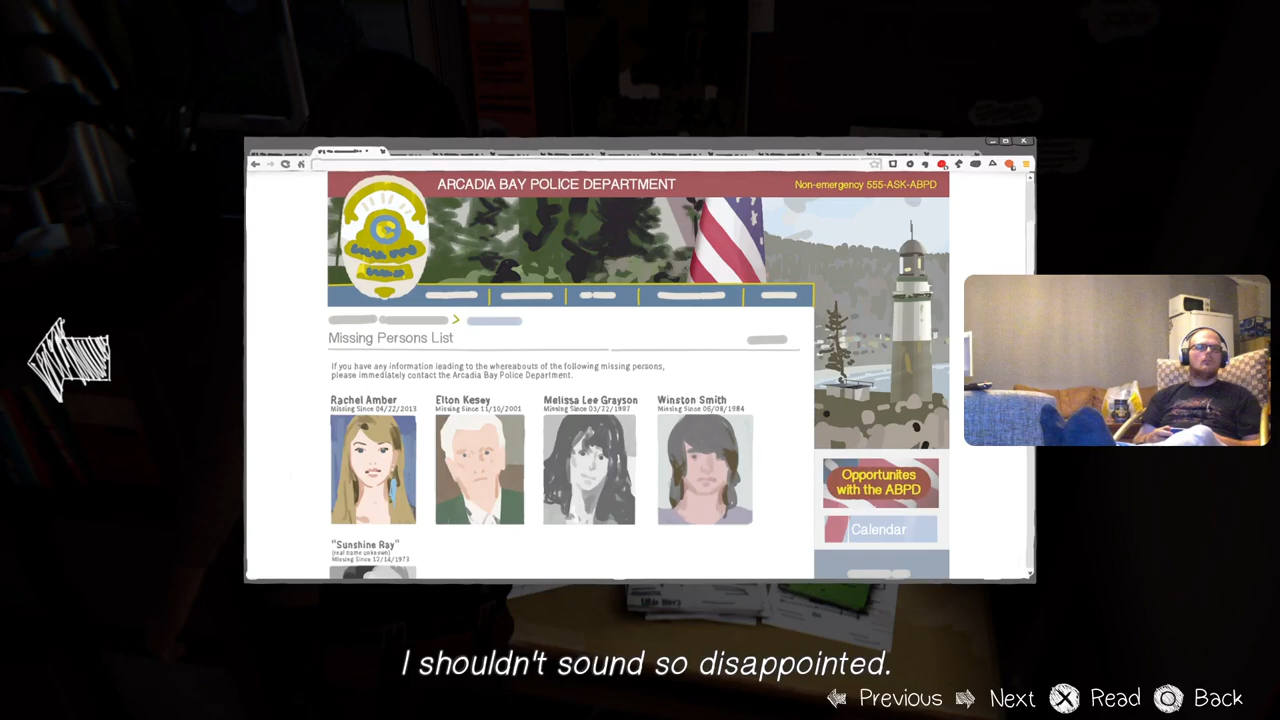 ARCADIA BAY POLICE DEPARTMENT
Non-emergency 555-ASK-ABPD
Missing Persons List
If you have any information leading to the whereabouts of the following missing persons,
please immediately contact the Arcadia Bay Police Department.
Rachel Amber
Missing Since 04/22/2013
Elton Kesey
Missing Since 11/10/2001
Melissa Lee Grayson
Missing Since 03/22/1997
Winston Smith
Missing Since 06/08/1984
"Sunshine Ray"
(real name unknown)
Missing Since 12/14/1973
Opportunites
with the ABPD
Calendar
I shouldn't sound so disappointed.
Previous Next X Read Back